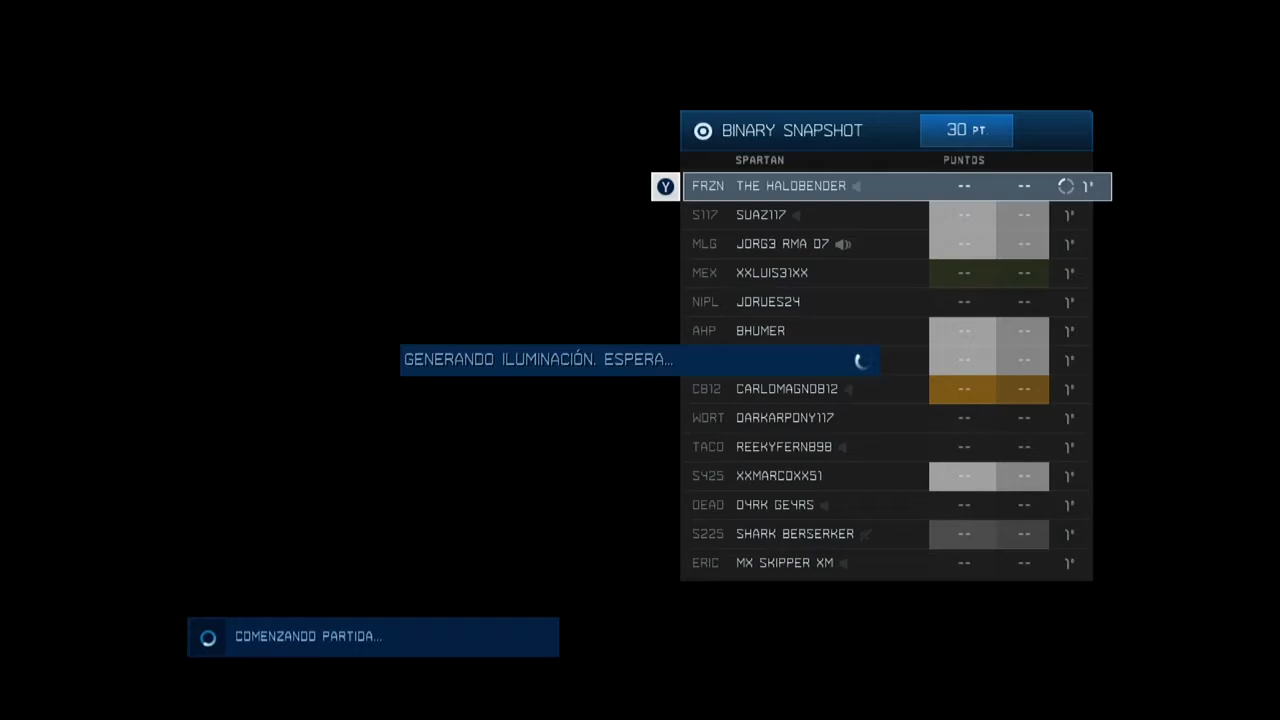 BINARY SNAPSHOT 30 PT.
SPARTAN PUNTOS
Y FRZN THE HALOBENDER -- -- 1°
S117 SUAZ117 -- -- 1°
MLG JORG3 RMA 07 -- -- 1°
MEX XXLUIS31XX -- -- 1°
NIPL JORUES24 -- -- 1°
AHP BHUMER -- -- 1°
GENERANDO ILUMINACIÓN. ESPERA... -- -- 1°
CB12 CARLOMAGNOB12 -- -- 1°
WORT DARKARPONY117 -- -- 1°
TACO REEKYFERN898 -- -- 1°
S425 XXMARCOXX51 -- -- 1°
DEAD D4RK GE4RS -- -- 1°
S225 SHARK BERSERKER -- -- 1°
ERIC MX SKIPPER XM -- -- 1°
COMENZANDO PARTIDA...